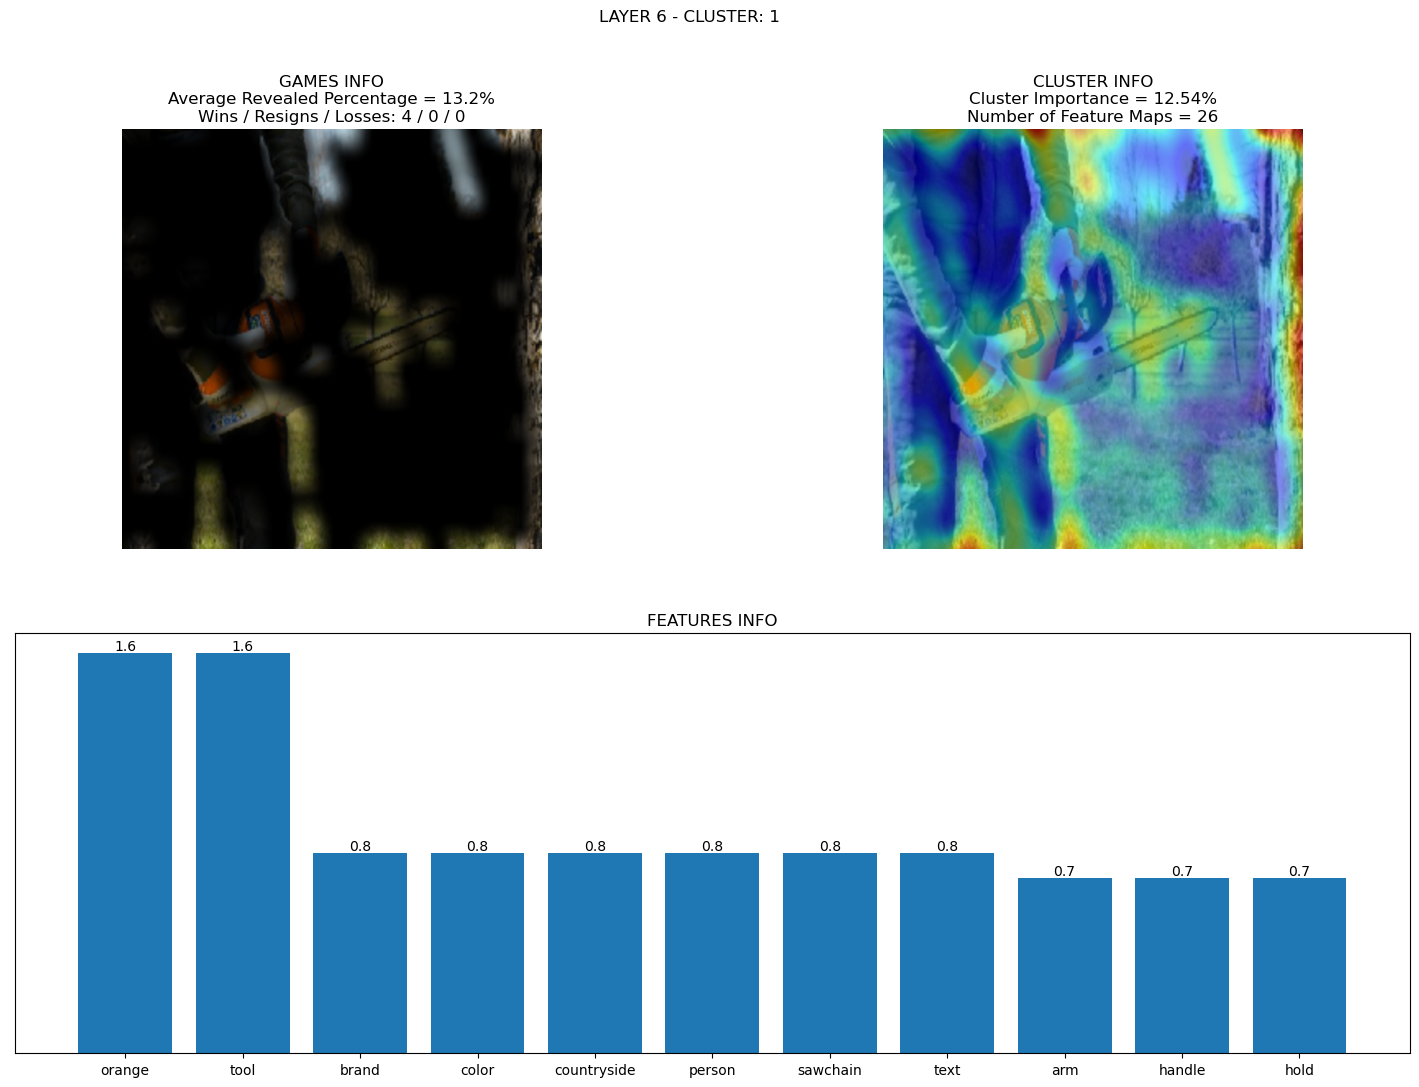 LAYER 6 - CLUSTER: 1
GAMES INFO
Average Revealed Percentage = 13.2%
Wins / Resigns / Losses: 4 / 0 / 0
CLUSTER INFO
Cluster Importance = 12.54%
Number of Feature Maps = 26
FEATURES INFO
1.6
1.6
0.8
0.8
0.8
0.8
0.8
0.8
0.7
0.7
0.7
orange
tool
brand
color
countryside
person
sawchain
text
arm
handle
hold